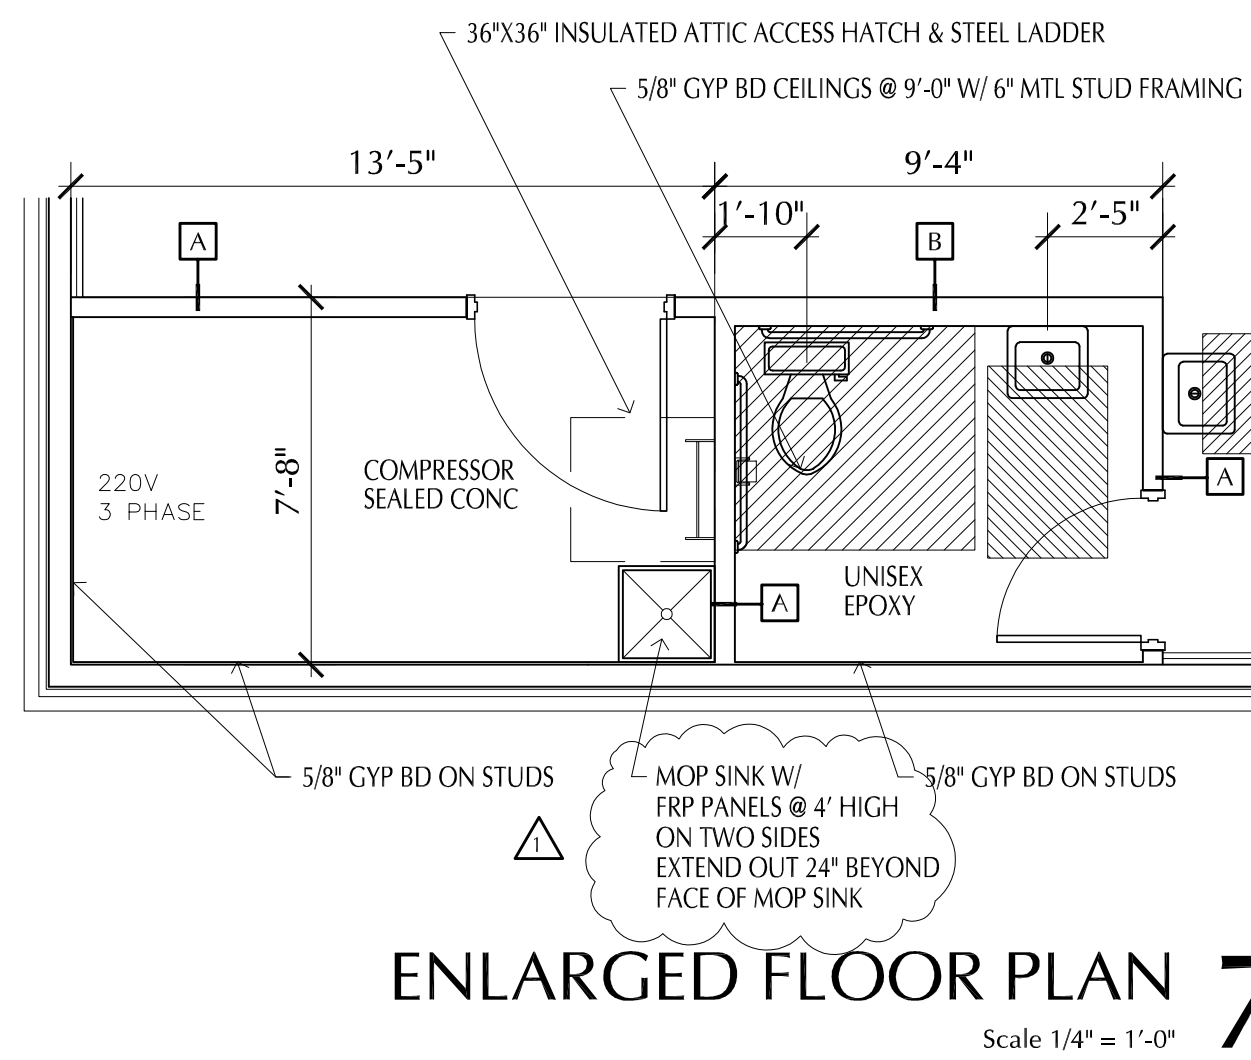 36"X36" INSULATED ATTIC ACCESS HATCH & STEEL LADDER
5/8" GYP BD CEILINGS @ 9'-0" W/ 6" MTL STUD FRAMING
13'-5"
9'-4"
1'-10"
2'-5"
A
B
7'-8"
220V
3 PHASE
COMPRESSOR
SEALED CONC
A
UNISEX
EPOXY
A
5/8" GYP BD ON STUDS
MOP SINK W/
FRP PANELS @ 4' HIGH
ON TWO SIDES
EXTEND OUT 24" BEYOND
FACE OF MOP SINK
5/8" GYP BD ON STUDS
1
ENLARGED FLOOR PLAN
7
Scale 1/4" = 1'-0"